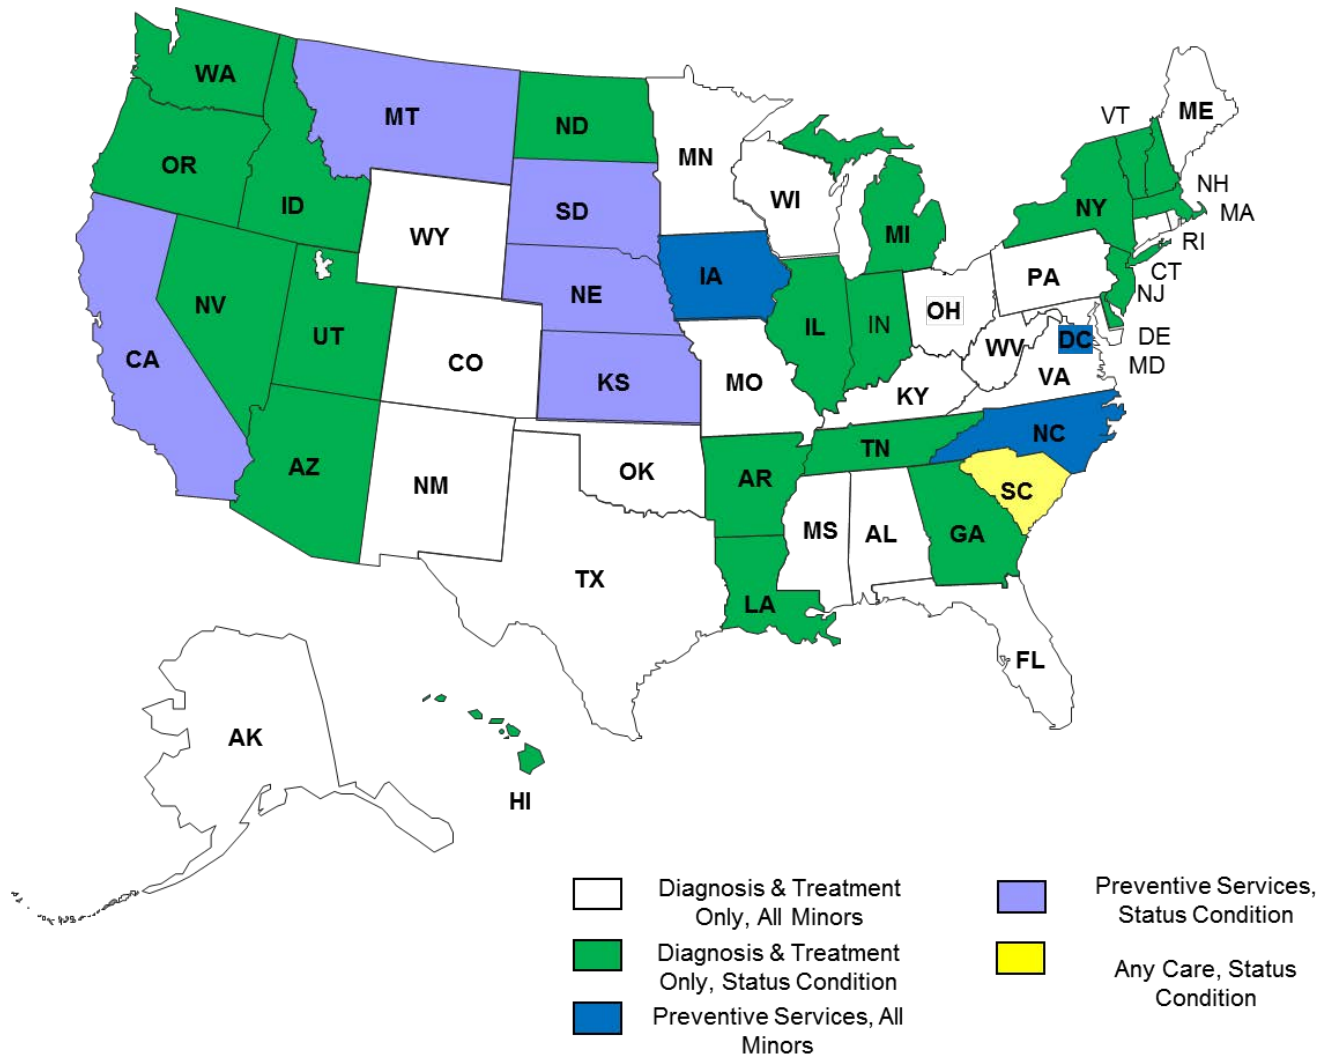 WA
MT
ND
MN
VT
ME
OR
ID
SD
WI
MI
NY
NH
MA
WY
RI
NV
NE
IA
PA
CT
NJ
UT
IL
IN
OH
DE
CA
CO
KS
MO
WV
DC
MD
VA
KY
AZ
NM
OK
AR
TN
NC
SC
MS
AL
GA
TX
LA
FL
AK
HI
Diagnosis & Treatment
Only, All Minors
Diagnosis & Treatment
Only, Status Condition
Preventive Services, All
Minors
Preventive Services,
Status Condition
Any Care, Status
Condition